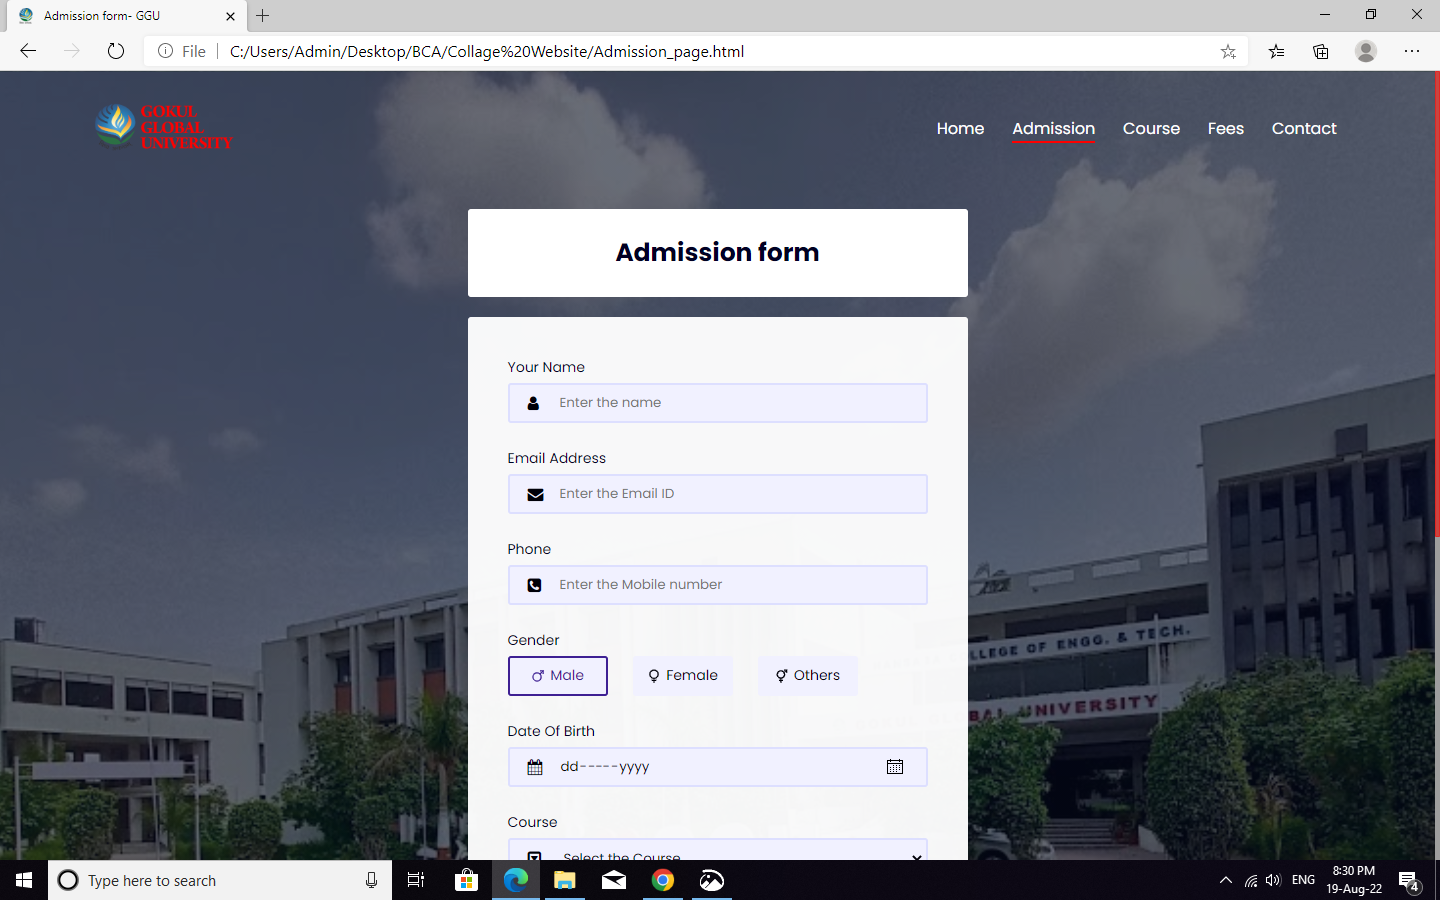 Admission form- GGU
File
C:/Users/Admin/Desktop/BCA/Collage%20Website/Admission_page.html
GOKUL
GLOBAL
UNIVERSITY
Home Admission Course Fees Contact
Admission form
Your Name
Enter the name
Email Address
Enter the Email ID
Phone
Enter the Mobile number
Gender
Male Female Others
Date Of Birth
dd-----yyyy
Course
Select the Course
COLLEGE OF ENGG. & TECH.
UNIVERSITY
Type here to search
ENG
8:30 PM
19-Aug-22
4